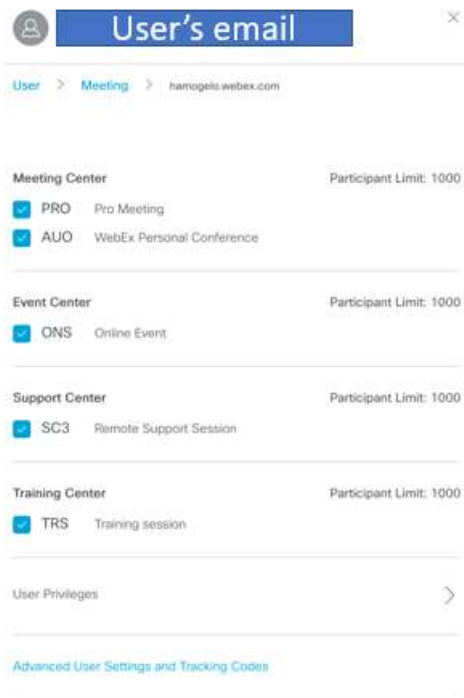 User's email
User > Meeting > hamogelo.webex.com
Meeting Center Participant Limit: 1000
PRO Pro Meeting
AUO WebEx Personal Conference
Event Center Participant Limit: 1000
ONS Online Event
Support Center Participant Limit: 1000
SC3 Remote Support Session
Training Center Participant Limit: 1000
TRS Training session
User Privileges
Advanced User Settings and Tracking Codes